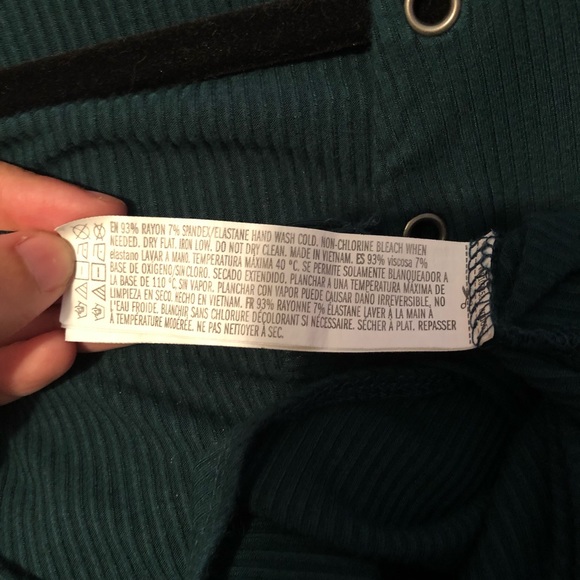 EN 93% RAYON 7% SPANDEX/ELASTANE HAND WASH COLD. NON-CHLORINE BLEACH WHEN
NEEDED. DRY FLAT. IRON LOW. DO NOT DRY CLEAN. MADE IN VIETNAM. ES 93% viscosa 7%
elastano LAVAR A MANO. TEMPERATURA MÁXIMA 40 °C. SE PERMITE SOLAMENTE BLANQUEADOR A
BASE DE OXÍGENO/SIN CLORO. SECADO EXTENDIDO. PLANCHAR A UNA TEMPERATURA MÁXIMA DE
LA BASE DE 110 °C SIN VAPOR. PLANCHAR CON VAPOR PUEDE CAUSAR DAÑO IRREVERSIBLE, NO
LIMPIEZA EN SECO. HECHO EN VIETNAM. FR 93% RAYONNE 7% ÉLASTANE LAVER À LA MAIN À
L'EAU FROIDE. BLANCHIR SANS CHLORURE DÉCOLORANT SI NÉCESSAIRE. SÉCHER À PLAT. REPASSER
À TEMPÉRATURE MODÉRÉE. NE PAS NETTOYER À SEC.